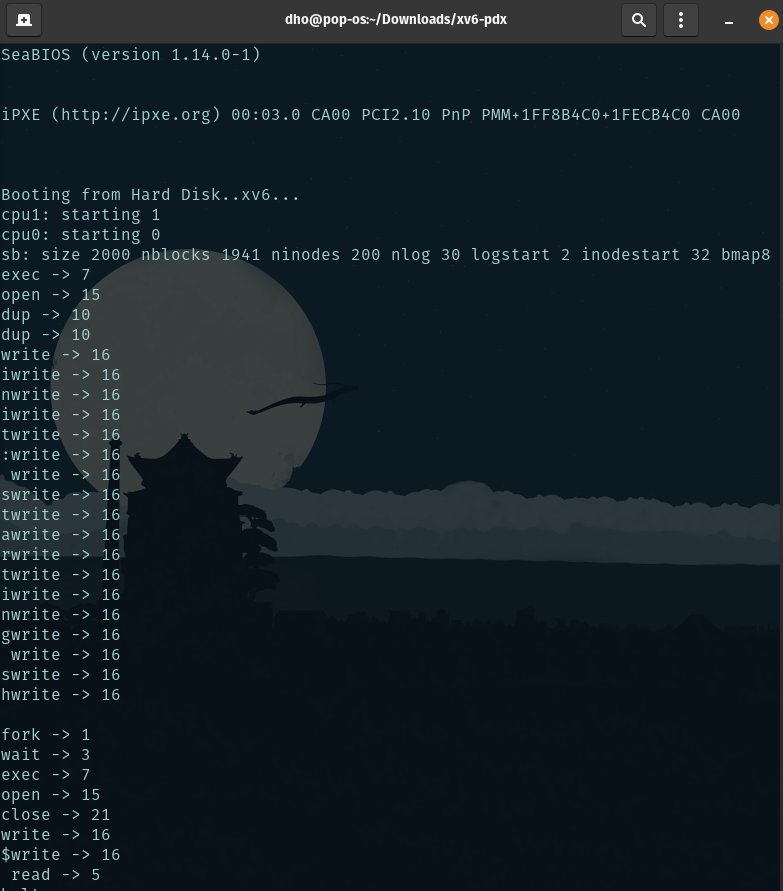 dho@pop-os:~/Downloads/xv6-pdx
SeaBIOS (version 1.14.0-1)
iPXE (http://ipxe.org) 00:03.0 CA00 PCI2.10 PnP PMM+1FF8B4C0+1FECB4C0 CA00
Booting from Hard Disk..xv6...
cpu1: starting 1
cpu0: starting 0
sb: size 2000 nblocks 1941 ninodes 200 nlog 30 logstart 2 inodestart 32 bmap8
exec -> 7
open -> 15
dup -> 10
dup -> 10
write -> 16
iwrite -> 16
nwrite -> 16
iwrite -> 16
twrite -> 16
:write -> 16
 write -> 16
swrite -> 16
twrite -> 16
awrite -> 16
rwrite -> 16
twrite -> 16
iwrite -> 16
nwrite -> 16
gwrite -> 16
 write -> 16
swrite -> 16
hwrite -> 16
fork -> 1
wait -> 3
exec -> 7
open -> 15
close -> 21
write -> 16
$write -> 16
 read -> 5